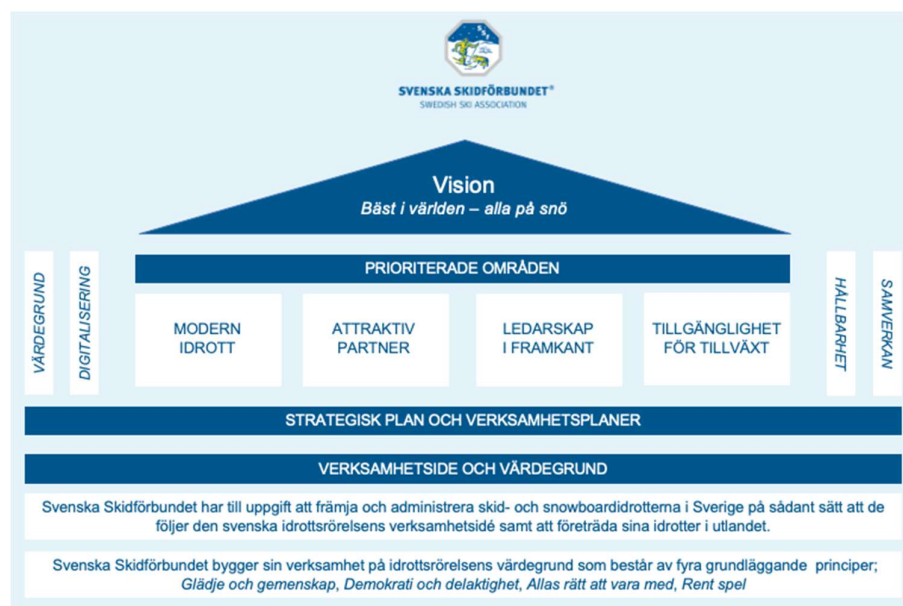 SSF
SVENSKA SKIDFÖRBUNDET®
SWEDISH SKI ASSOCIATION
Vision
Bäst i världen – alla på snö
VÄRDEGRUND
DIGITALISERING
PRIORITERADE OMRÅDEN
MODERN
IDROTT
ATTRAKTIV
PARTNER
LEDARSKAP
I FRAMKANT
TILLGÄNGLIGHET
FÖR TILLVÄXT
HÅLLBARHET
SAMVERKAN
STRATEGISK PLAN OCH VERKSAMHETSPLANER
VERKSAMHETSIDE OCH VÄRDEGRUND
Svenska Skidförbundet har till uppgift att främja och administrera skid- och snowboardidrotterna i Sverige på sådant sätt att de
följer den svenska idrottsrörelsens verksamhetsidé samt att företräda sina idrotter i utlandet.
Svenska Skidförbundet bygger sin verksamhet på idrottsrörelsens värdegrund som består av fyra grundläggande principer;
Glädje och gemenskap, Demokrati och delaktighet, Allas rätt att vara med, Rent spel